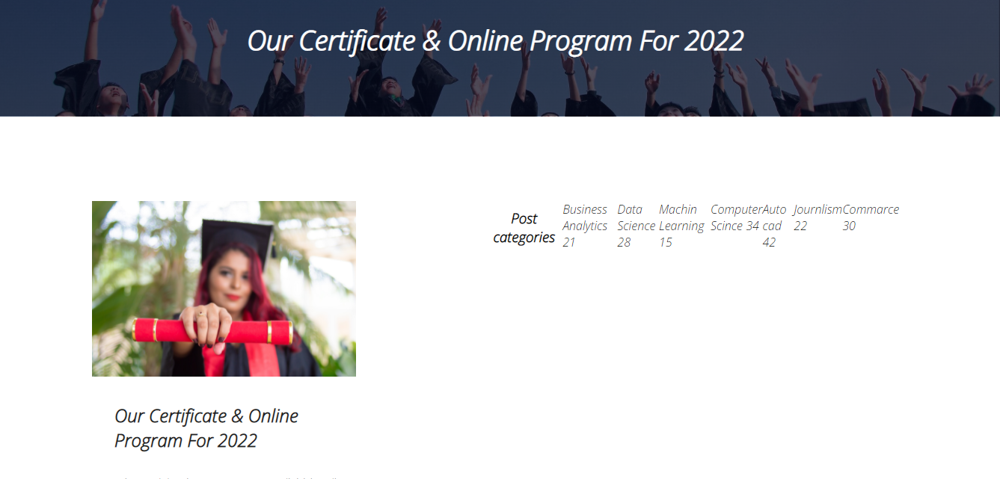 Our Certificate & Online Program For 2022
Post
categories
Business
Analytics
21
Data
Science
28
Machin
Learning
15
Computer
Scince 34
Auto
cad
42
Journlism
22
Commarce
30
Our Certificate & Online
Program For 2022